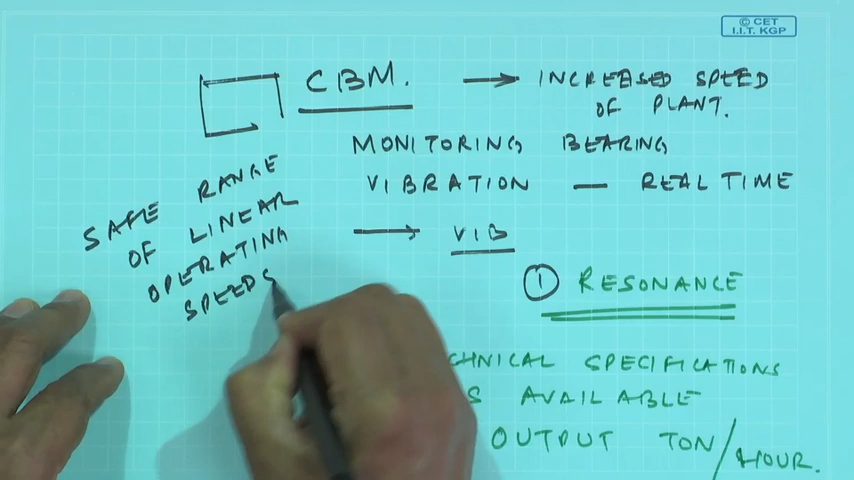 © CET
I.I.T. KGP
CBM. → INCREASED SPEED
OF PLANT.
MONITORING BEARING
VIBRATION — REAL TIME
→ VIB
SAFE RANGE
OF LINEAR
OPERATING
SPEEDS
① RESONANCE
CHNICAL SPECIFICATIONS
S AVAILABLE
OUTPUT TON/HOUR.